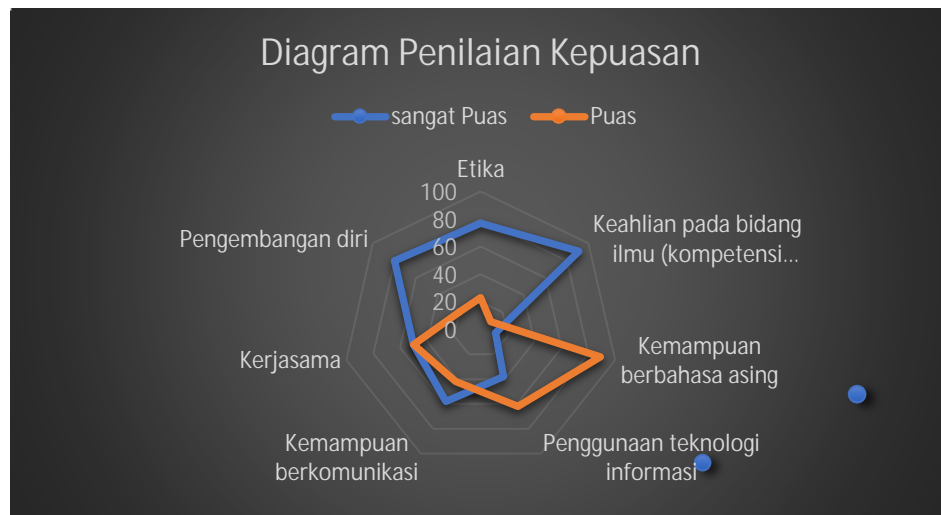 Diagram Penilaian Kepuasan
sangat Puas
Puas
Etika
Keahlian pada bidang
ilmu (kompetensi...
Kemampuan
berbahasa asing
Penggunaan teknologi
informasi
Kemampuan
berkomunikasi
Kerjasama
Pengembangan diri
100
80
60
40
20
0